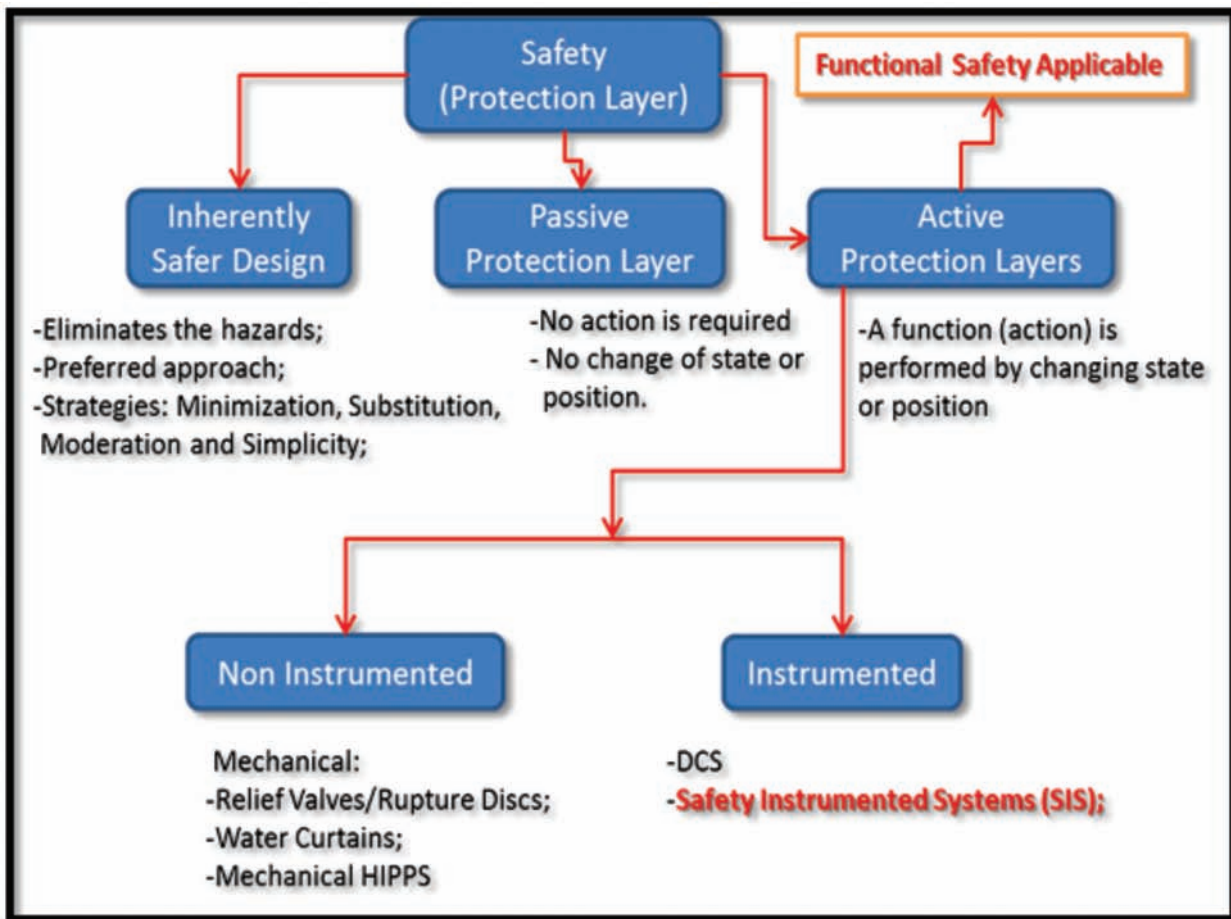 Safety
(Protection Layer)
Functional Safety Applicable
Inherently
Safer Design
Passive
Protection Layer
Active
Protection Layers
-Eliminates the hazards;
-Preferred approach;
-Strategies: Minimization, Substitution,
Moderation and Simplicity;
-No action is required
- No change of state or
position.
-A function (action) is
performed by changing state
or position
Non Instrumented
Instrumented
Mechanical:
-Relief Valves/Rupture Discs;
-Water Curtains;
-Mechanical HIPPS
-DCS
-Safety Instrumented Systems (SIS);